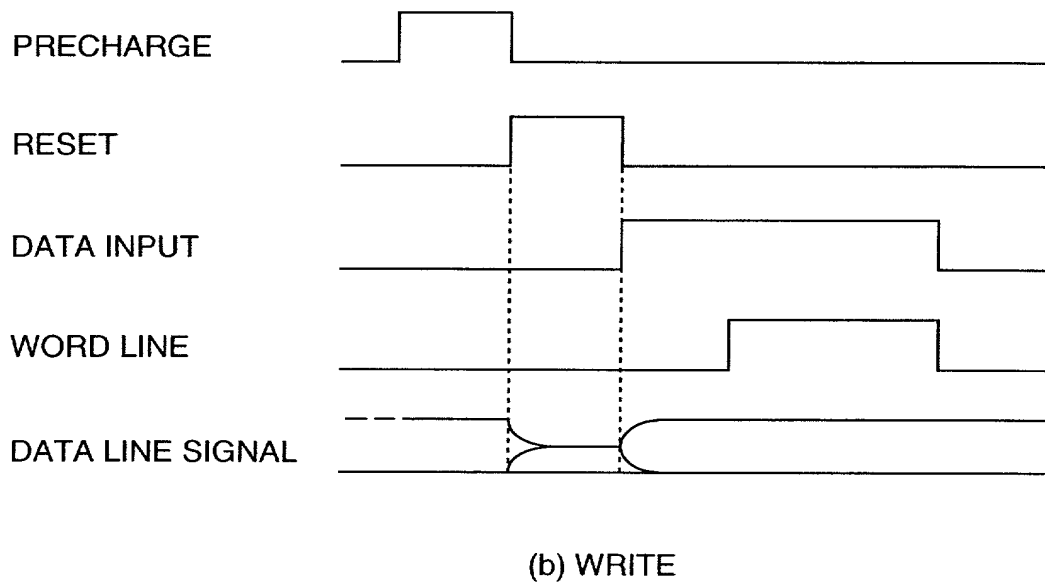 PRECHARGE
RESET
DATA INPUT
WORD LINE
DATA LINE SIGNAL
(b) WRITE